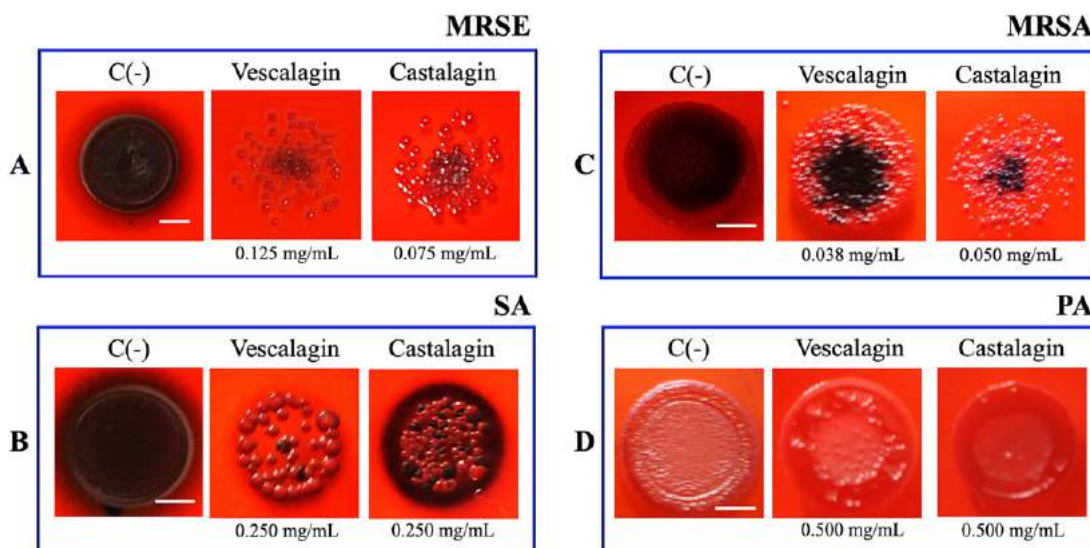 MRSE
C(-) Vescalagin Castalagin
A
0.125 mg/mL 0.075 mg/mL
MRSA
C(-) Vescalagin Castalagin
C
0.038 mg/mL 0.050 mg/mL
SA
C(-) Vescalagin Castalagin
B
0.250 mg/mL 0.250 mg/mL
PA
C(-) Vescalagin Castalagin
D
0.500 mg/mL 0.500 mg/mL